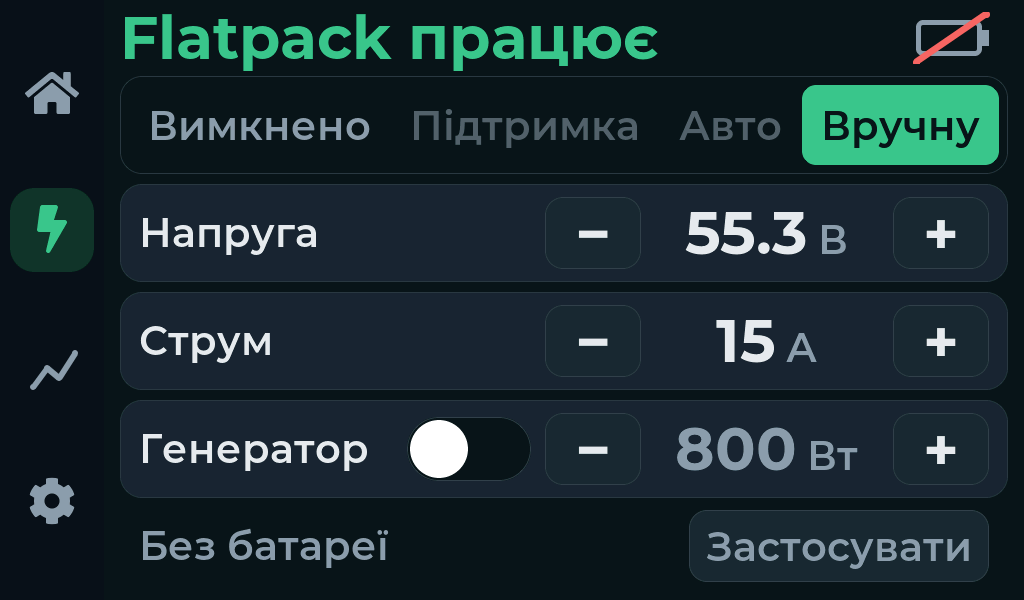 Flatpack працює
Вимкнено Підтримка Авто Вручну
Напруга − 55.3 В +
Струм − 15 А +
Генератор − 800 Вт +
Без батареї Застосувати